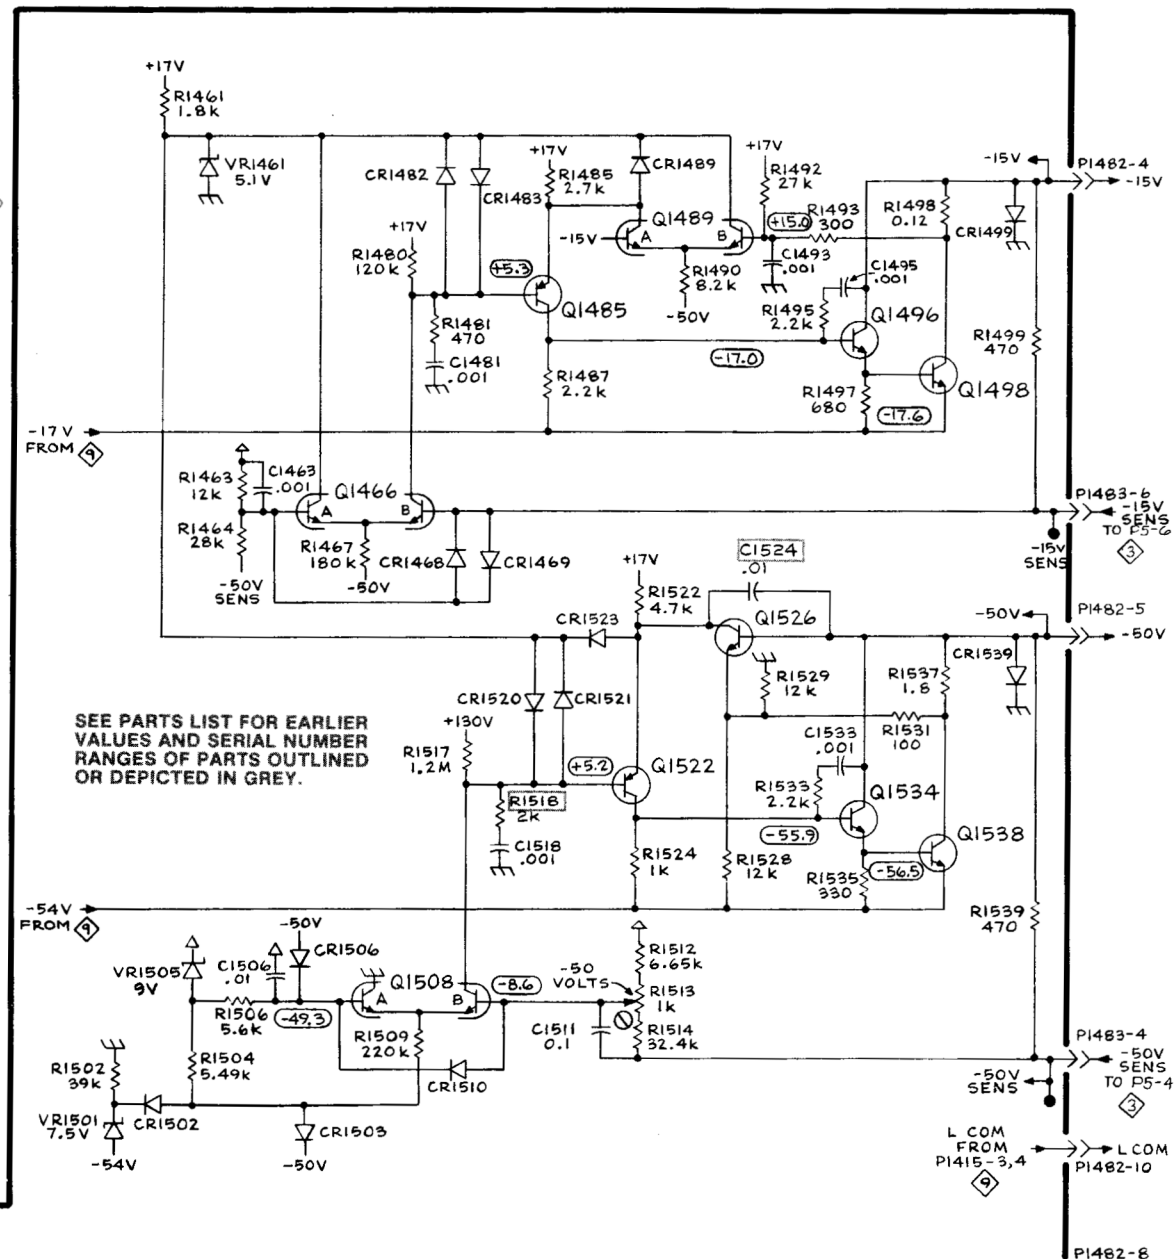 +17V
R1461
1.8K
VR1461
5.1V
CR1482
CR1483
+17V
R1485
2.7K
CR1489
+17V
R1492
27K
-15V
P1482-4
-15V
Q1489
A
B
-15V
+15.0
R1493
300
R1498
0.12
CR1499
+17V
R1480
120K
+5.3
Q1485
R1490
8.2K
-50V
C1493
.001
C1495
.001
R1495
2.2K
Q1496
R1481
470
C1481
.001
R1487
2.2K
-17.0
R1497
680
-17.6
Q1498
R1499
470
-17V
FROM 9
R1463
12K
C1463
.001
Q1466
A
B
R1464
28K
-50V
SENS
R1467
180K
-50V
CR1468
CR1469
P1483-6
-15V
SENS
TO P5-6
3
-15V
SENS
+17V
R1522
4.7K
C1524
.01
Q1526
-50V
P1482-5
-50V
CR1523
CR1520
CR1521
R1529
12K
R1537
1.8
CR1539
SEE PARTS LIST FOR EARLIER
VALUES AND SERIAL NUMBER
RANGES OF PARTS OUTLINED
OR DEPICTED IN GREY.
+130V
R1517
1.2M
+5.2
Q1522
R1531
100
C1533
.001
R1533
2.2K
Q1534
R1518
2K
C1518
.001
R1524
1K
R1528
12K
-55.9
R1535
330
-56.5
Q1538
-54V
FROM 9
R1539
470
VR1505
9V
C1506
.01
-50V
CR1506
R1506
5.6K
-49.3
Q1508
A
B
-8.6
-50
VOLTS
R1512
6.65K
R1513
1K
R1514
32.4K
C1511
0.1
R1509
220K
CR1510
R1502
39K
R1504
5.49K
VR1501
7.5V
-54V
CR1502
CR1503
-50V
P1483-4
-50V
SENS
TO P5-4
3
-50V
SENS
L COM
FROM
P1415-3,4
9
L COM
P1482-10
P1482-8